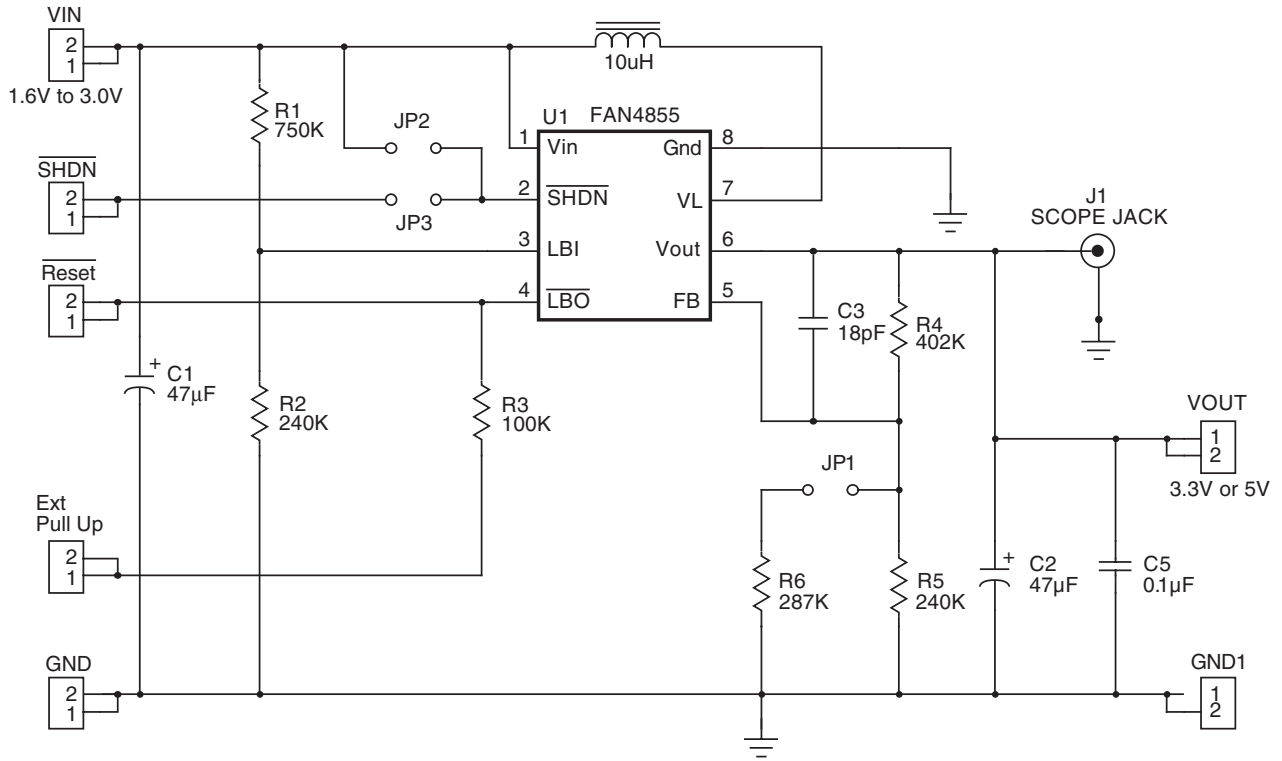 VIN
2
1
1.6V to 3.0V
SHDN
2
1
Reset
2
1
Ext
Pull Up
2
1
GND
2
1
R1
750K
JP2
JP3
C1
47µF
+
R2
240K
R3
100K
10uH
U1 FAN4855
1 Vin
2 SHDN
3 LBI
4 LBO
Gnd 8
VL 7
Vout 6
FB 5
C3
18pF
R4
402K
J1
SCOPE JACK
JP1
R6
287K
R5
240K
+
C2
47µF
C5
0.1µF
VOUT
1
2
3.3V or 5V
GND1
1
2